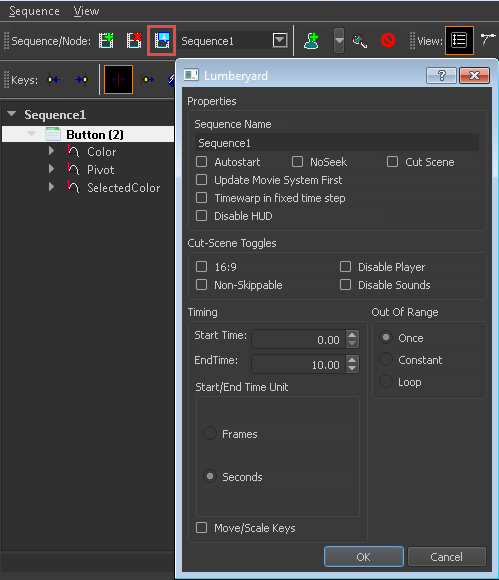 Sequence View
Sequence/Node: Sequence1 View:
Keys:
Sequence1
Button (2)
Color
Pivot
SelectedColor
Lumberyard
Properties
Sequence Name
Sequence1
Autostart NoSeek Cut Scene
Update Movie System First
Timewarp in fixed time step
Disable HUD
Cut-Scene Toggles
16:9 Disable Player
Non-Skippable Disable Sounds
Timing
Start Time: 0.00
EndTime: 10.00
Start/End Time Unit
Frames
Seconds
Move/Scale Keys
Out Of Range
Once
Constant
Loop
OK Cancel